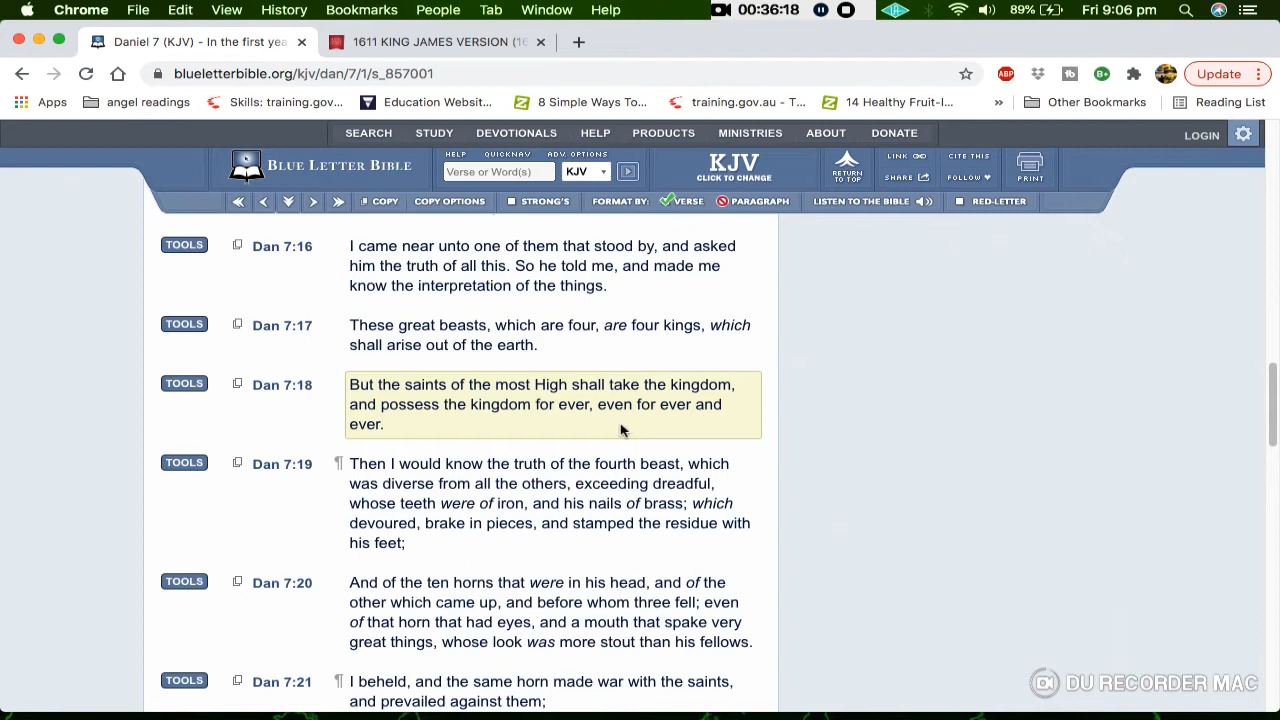 Chrome File Edit View History Bookmarks People Tab Window Help 00:36:18 89% Fri 9:06 pm
Daniel 7 (KJV) - In the first yea 1611 KING JAMES VERSION (16
blueletterbible.org/kjv/dan/7/1/s_857001 ABP tb B+ Update
Apps angel readings Skills: training.gov... Education Websit... 8 Simple Ways To... training.gov.au - T... 14 Healthy Fruit-I... » Other Bookmarks Reading List
SEARCH STUDY DEVOTIONALS HELP PRODUCTS MINISTRIES ABOUT DONATE LOGIN
HELP QUICKNAV ADV. OPTIONS
BLUE LETTER BIBLE Verse or Word(s) KJV
KJV
CLICK TO CHANGE
RETURN
TO TOP
LINK CITE THIS
SHARE FOLLOW PRINT
COPY COPY OPTIONS STRONG'S FORMAT BY: VERSE PARAGRAPH LISTEN TO THE BIBLE RED-LETTER
TOOLS Dan 7:16 I came near unto one of them that stood by, and asked
him the truth of all this. So he told me, and made me
know the interpretation of the things.
TOOLS Dan 7:17 These great beasts, which are four, are four kings, which
shall arise out of the earth.
TOOLS Dan 7:18 But the saints of the most High shall take the kingdom,
and possess the kingdom for ever, even for ever and
ever.
TOOLS Dan 7:19 ¶ Then I would know the truth of the fourth beast, which
was diverse from all the others, exceeding dreadful,
whose teeth were of iron, and his nails of brass; which
devoured, brake in pieces, and stamped the residue with
his feet;
TOOLS Dan 7:20 And of the ten horns that were in his head, and of the
other which came up, and before whom three fell; even
of that horn that had eyes, and a mouth that spake very
great things, whose look was more stout than his fellows.
TOOLS Dan 7:21 ¶ I beheld, and the same horn made war with the saints,
and prevailed against them;
DU RECORDER MAC